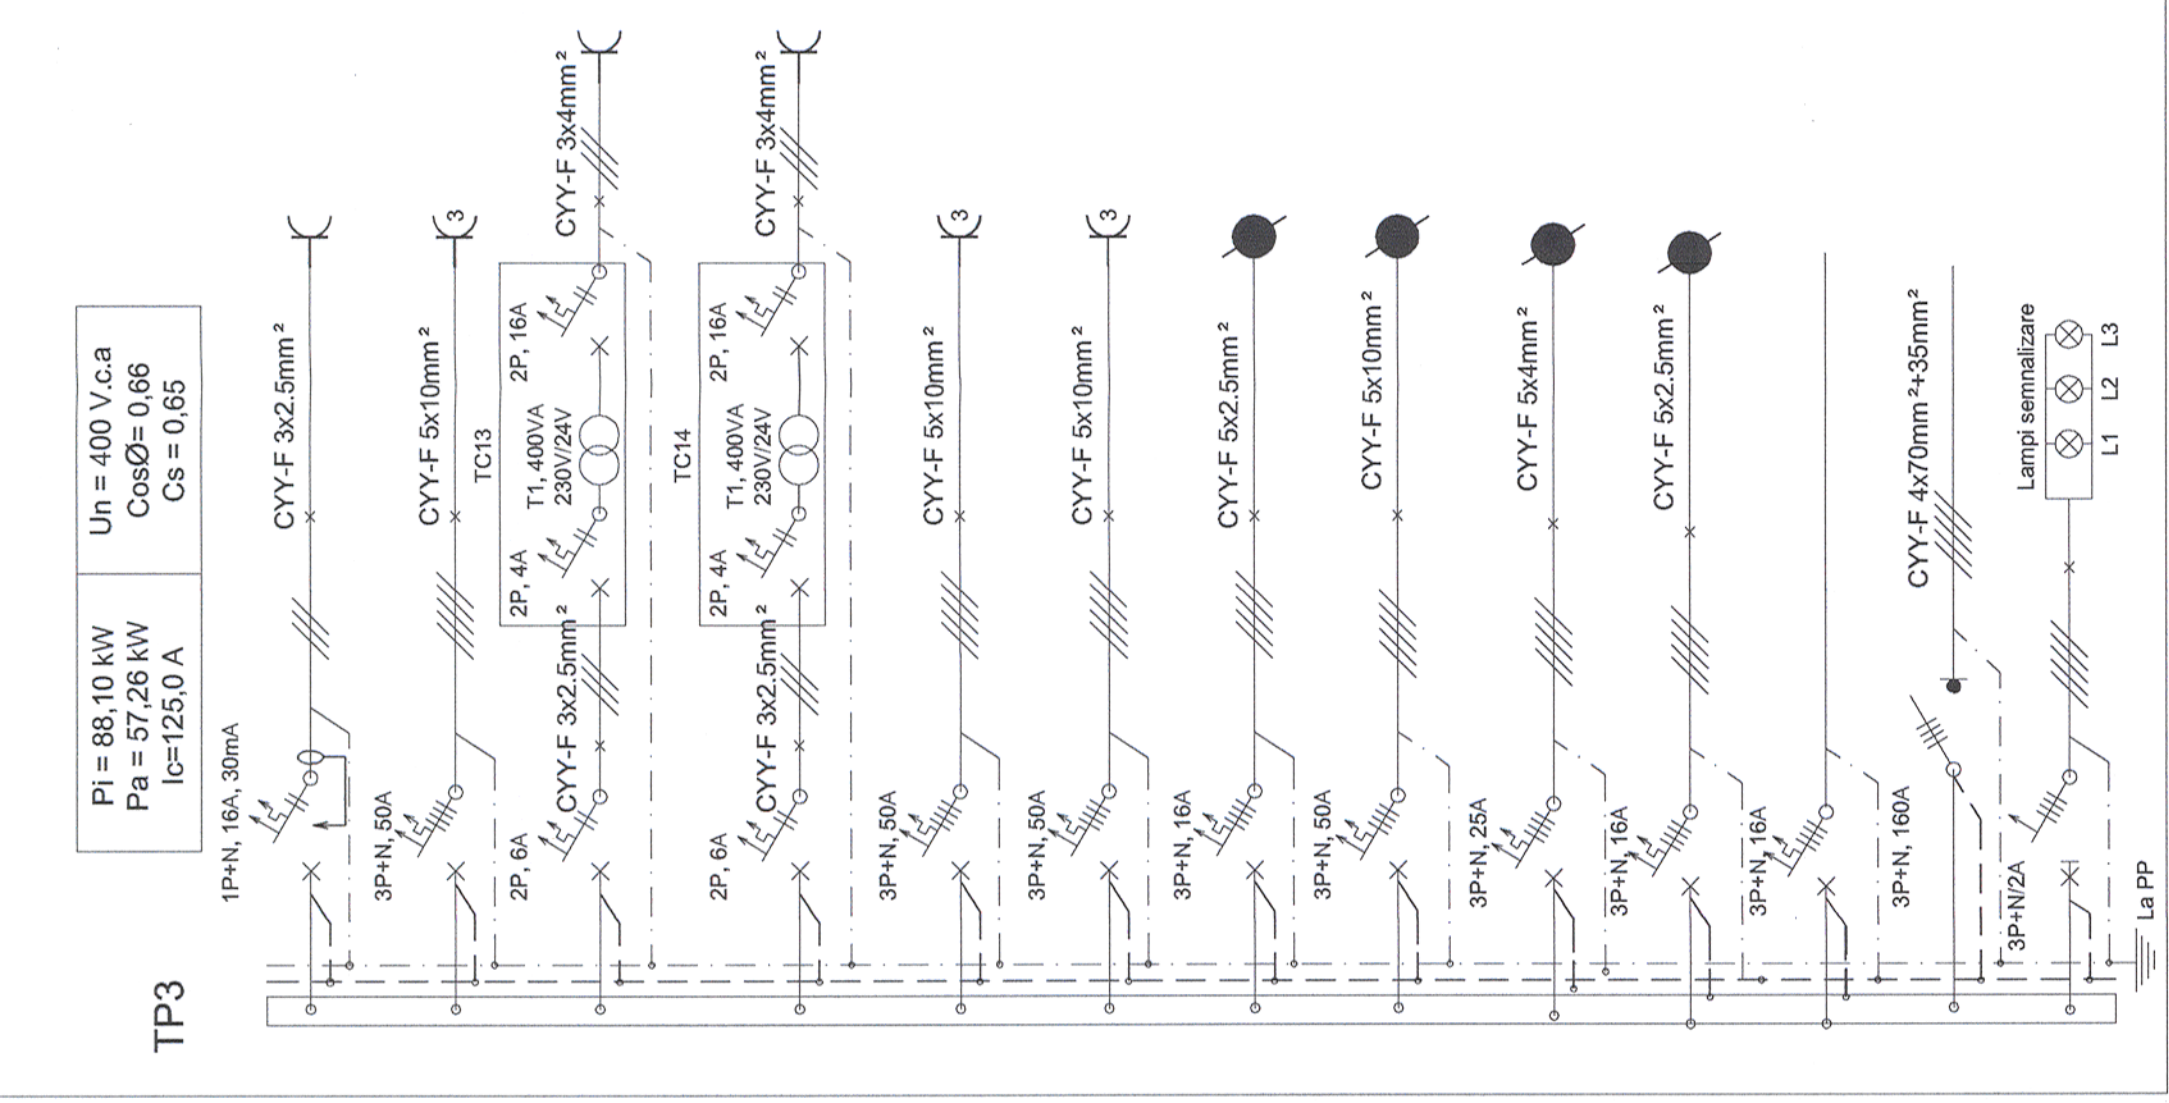 TP3
Pi = 88,10 kW
Pa = 57,26 kW
Ic=125,0 A
Un = 400 V.c.a
CosØ= 0,66
Cs = 0,65
1P+N, 16A, 30mA
CYY-F 3x2.5mm²
3P+N, 50A
CYY-F 5x10mm²
3
2P, 6A
CYY-F 3x2.5mm²
TC13
2P, 4A
T1, 400VA
230V/24V
2P, 16A
CYY-F 3x4mm²
2P, 6A
CYY-F 3x2.5mm²
TC14
2P, 4A
T1, 400VA
230V/24V
2P, 16A
CYY-F 3x4mm²
3P+N, 50A
CYY-F 5x10mm²
3
3P+N, 50A
CYY-F 5x10mm²
3
3P+N, 16A
CYY-F 5x2.5mm²
3P+N, 50A
CYY-F 5x10mm²
3P+N, 25A
CYY-F 5x4mm²
3P+N, 16A
CYY-F 5x2.5mm²
3P+N, 16A
3P+N, 160A
CYY-F 4x70mm²+35mm²
3P+N/2A
Lampi semnalizare
L1
L2
L3
La PP